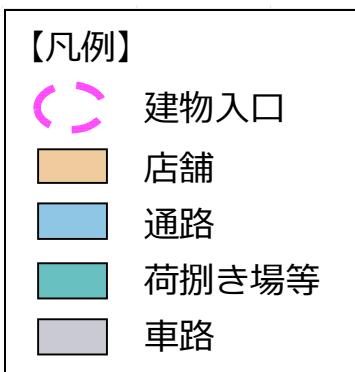 【凡例】
建物入口
店舗
通路
荷捌き場等
車路